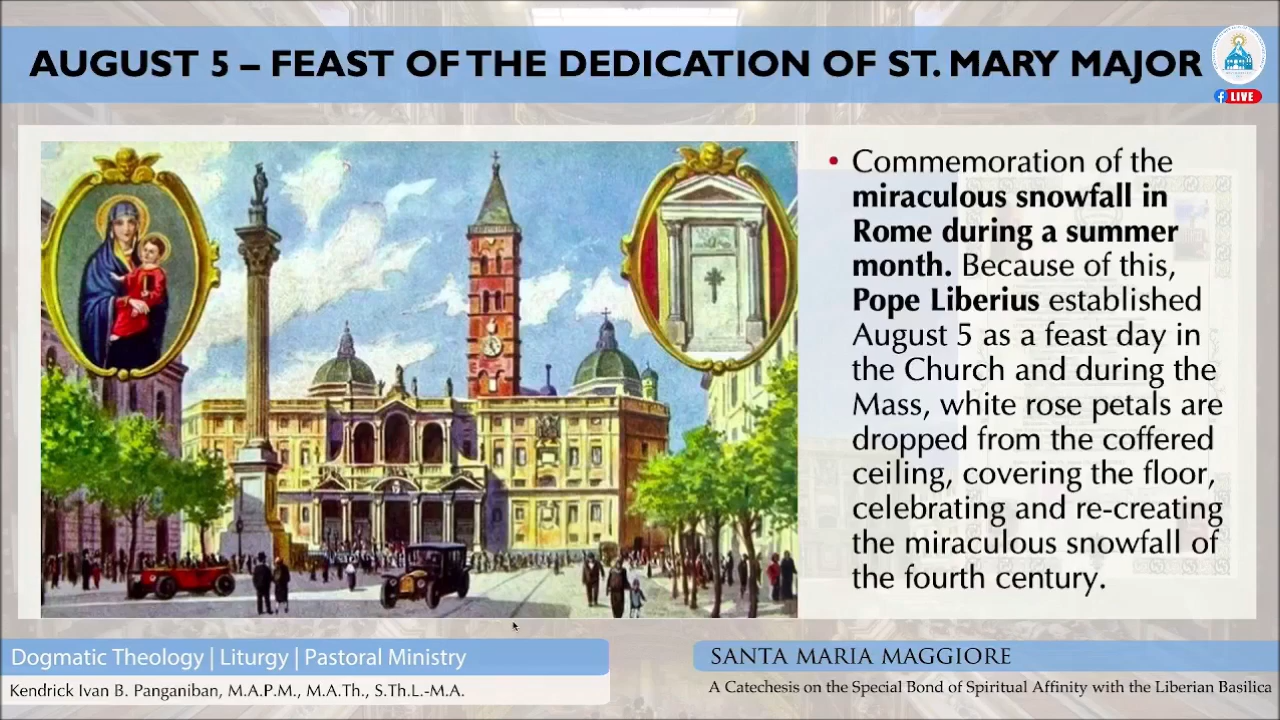 AUGUST 5 – FEAST OF THE DEDICATION OF ST. MARY MAJOR
LIVE
• Commemoration of the
miraculous snowfall in
Rome during a summer
month. Because of this,
Pope Liberius established
August 5 as a feast day in
the Church and during the
Mass, white rose petals are
dropped from the coffered
ceiling, covering the floor,
celebrating and re-creating
the miraculous snowfall of
the fourth century.
Dogmatic Theology | Liturgy | Pastoral Ministry
Kendrick Ivan B. Panganiban, M.A.P.M., M.A.Th., S.Th.L.-M.A.
SANTA MARIA MAGGIORE
A Catechesis on the Special Bond of Spiritual Affinity with the Liberian Basilica